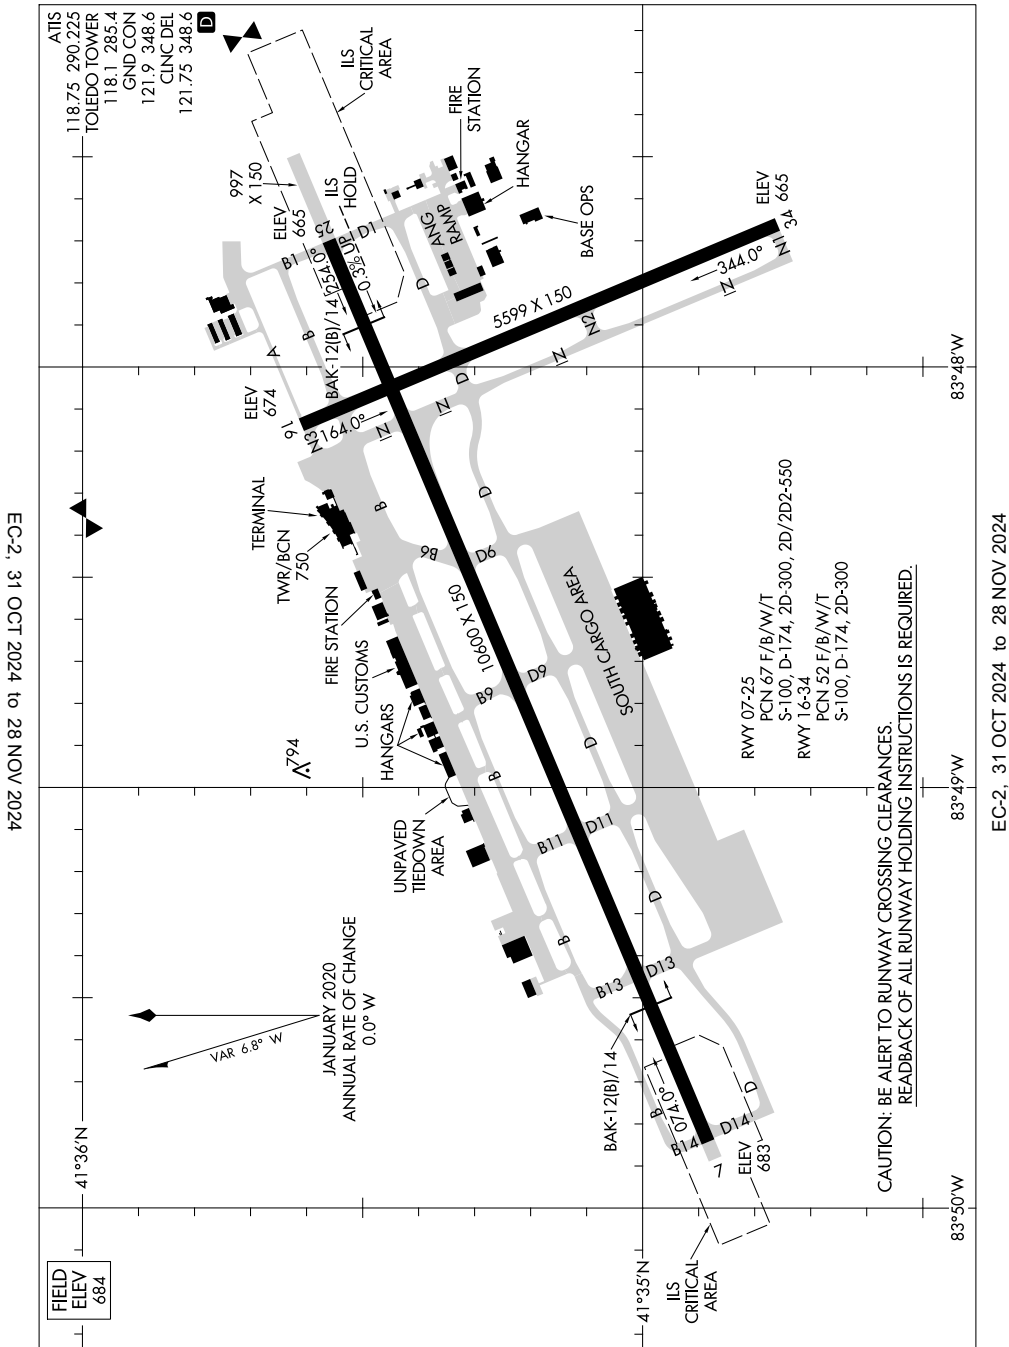 ATIS
118.75 290.225
TOLEDO TOWER
118.1 285.4
GND CON
121.9 348.6
CLNC DEL
121.75 348.6
D
ILS
CRITICAL
AREA
FIRE
STATION
HANGAR
BASE OPS
997
X 150
ELEV
665
ILS
HOLD
25
D1
B1
254.0°
0.3% UP
ANG
RAMP
ELEV
665
34
N1
N
344.0°
5599 X 150
A
B
D
BAK-12(B)/14
N2
N
83°48'W
ELEV
674
16
N3
164.0°
N
N
D
TERMINAL
TWR/BCN
750
B
D
B6
D6
FIRE STATION
U.S. CUSTOMS
HANGARS
794
10600 X 150
SOUTH CARGO AREA
B9
D9
B
D
UNPAVED
TIEDOWN
AREA
B11
D11
RWY 07-25
PCN 67 F/B/W/T
S-100, D-174, 2D-300, 2D/2D2-550
RWY 16-34
PCN 52 F/B/W/T
S-100, D-174, 2D-300
83°49'W
B
D
B13
D13
JANUARY 2020
ANNUAL RATE OF CHANGE
0.0° W
VAR 6.8° W
BAK-12(B)/14
B
074.0°
D
B14
D14
7
ELEV
683
CAUTION: BE ALERT TO RUNWAY CROSSING CLEARANCES.
READBACK OF ALL RUNWAY HOLDING INSTRUCTIONS IS REQUIRED.
41°36'N
41°35'N
83°50'W
ILS
CRITICAL
AREA
FIELD
ELEV
684
EC-2, 31 OCT 2024 to 28 NOV 2024
EC-2, 31 OCT 2024 to 28 NOV 2024